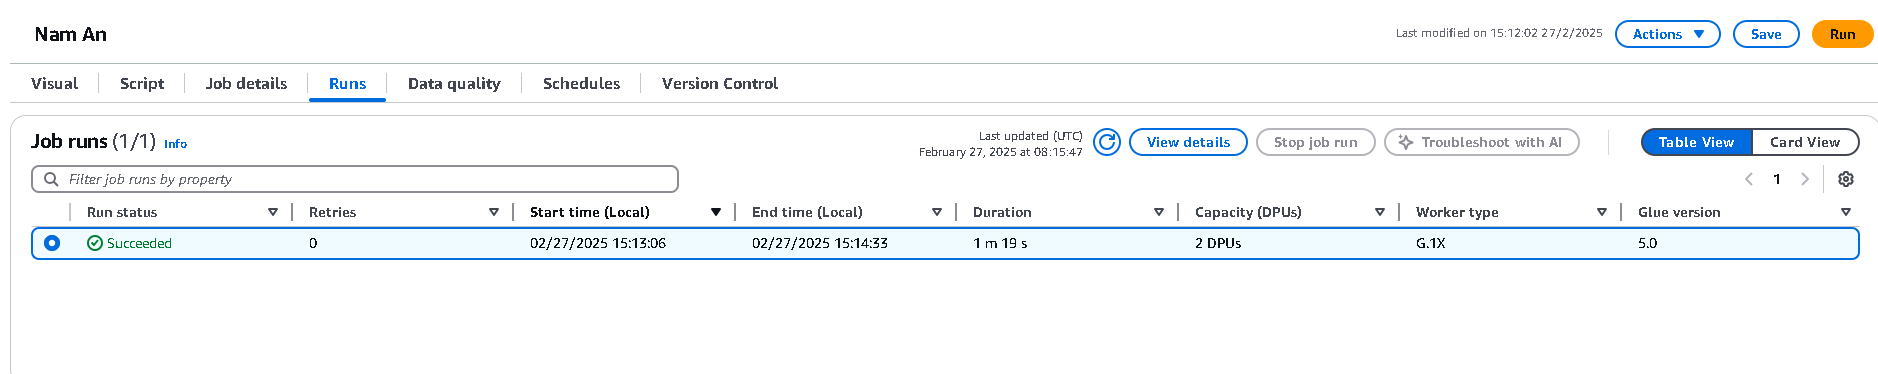 Nam An
Last modified on 15:12:02 27/2/2025
Actions
Save
Run
Visual
Script
Job details
Runs
Data quality
Schedules
Version Control
Job runs (1/1) Info
Last updated (UTC)
February 27, 2025 at 08:15:47
View details
Stop job run
Troubleshoot with AI
Table View
Card View
Filter job runs by property
1
Run status Retries Start time (Local) End time (Local) Duration Capacity (DPUs) Worker type Glue version
Succeeded 0 02/27/2025 15:13:06 02/27/2025 15:14:33 1 m 19 s 2 DPUs G.1X 5.0